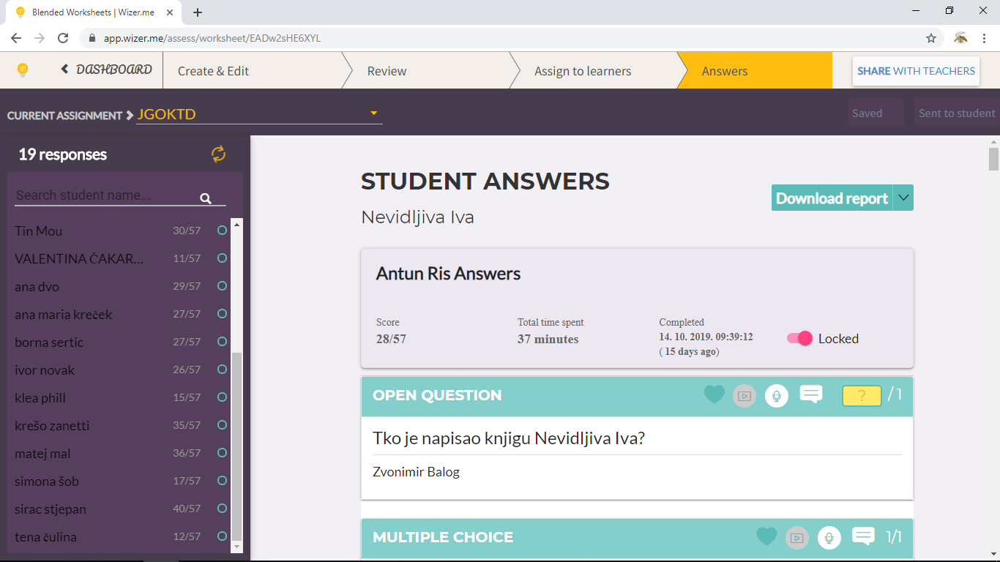 Blended Worksheets | Wizer.me
app.wizer.me/assess/worksheet/EADw2sHE6XYL
DASHBOARD
Create & Edit
Review
Assign to learners
Answers
SHARE WITH TEACHERS
CURRENT ASSIGNMENT JGOKTD
Saved
Sent to student
19 responses
Search student name...
Tin Mou 30/57
VALENTINA ČAKAR... 11/57
ana dvo 29/57
ana maria kreček 27/57
borna sertic 27/57
ivor novak 26/57
klea phill 15/57
krešo zanetti 35/57
matej mal 36/57
simona šob 17/57
sirac stjepan 40/57
tena čulina 12/57
STUDENT ANSWERS
Nevidljiva Iva
Download report
Antun Ris Answers
Score
28/57
Total time spent
37 minutes
Completed
14. 10. 2019. 09:39:12
( 15 days ago)
Locked
OPEN QUESTION
? / 1
Tko je napisao knjigu Nevidljiva Iva?
Zvonimir Balog
MULTIPLE CHOICE
1/1